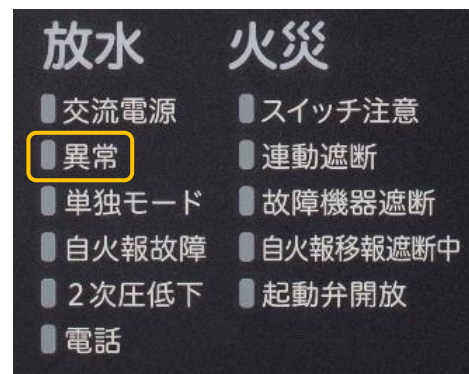 放水 火災
交流電源 スイッチ注意
異常 連動遮断
単独モード 故障機器遮断
自火報故障 自火報移報遮断中
2次圧低下 起動弁開放
電話